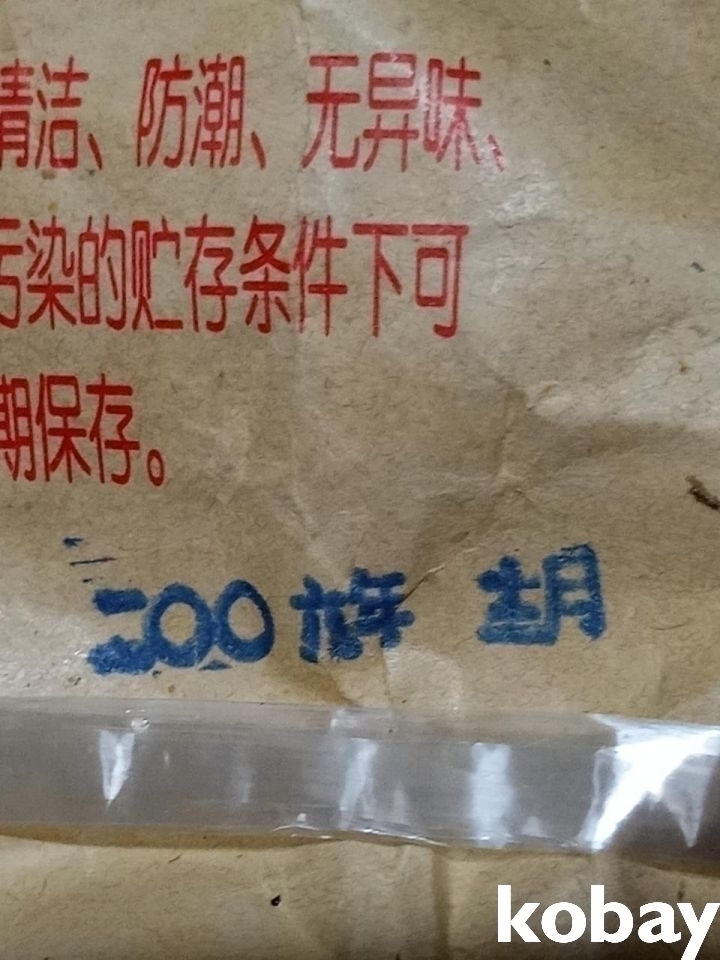 清洁、防潮、无异味、
污染的贮存条件下可
期保存。
胡
kobay